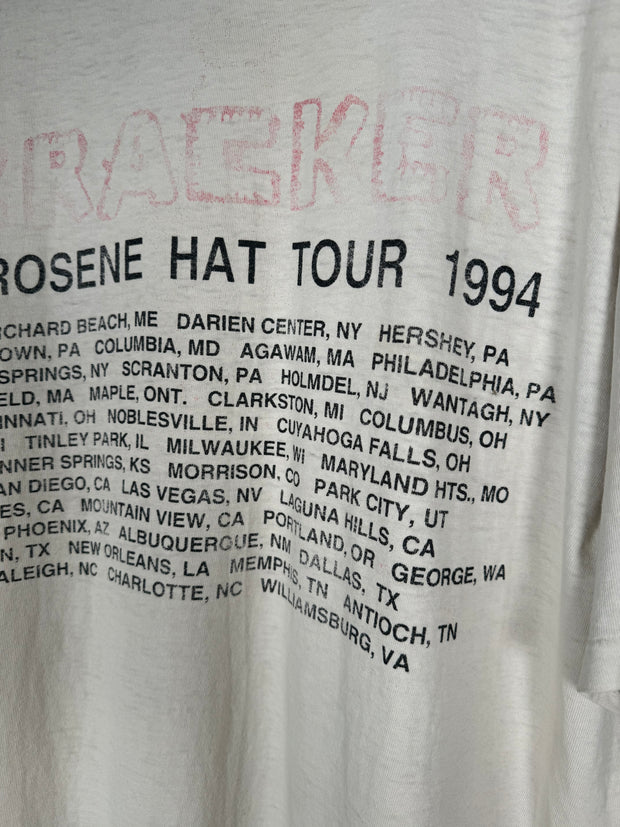 RACKER
ROSENE HAT TOUR 1994
RCHARD BEACH, ME DARIEN CENTER, NY HERSHEY, PA
OWN, PA COLUMBIA, MD AGAWAM, MA PHILADELPHIA, PA
SPRINGS, NY SCRANTON, PA HOLMDEL, NJ WANTAGH, NY
ELD, MA MAPLE, ONT. CLARKSTON, MI COLUMBUS, OH
INNATI, OH NOBLESVILLE, IN CUYAHOGA FALLS, OH
I TINLEY PARK, IL MILWAUKEE, WI MARYLAND HTS., MO
NNER SPRINGS, KS MORRISON, CO PARK CITY, UT
AN DIEGO, CA LAS VEGAS, NV LAGUNA HILLS, CA
ES, CA MOUNTAIN VIEW, CA PORTLAND, OR GEORGE, WA
PHOENIX, AZ ALBUQUERQUE, NM DALLAS, TX
N, TX NEW ORLEANS, LA MEMPHIS, TN ANTIOCH, TN
ALEIGH, NC CHARLOTTE, NC WILLIAMSBURG, VA